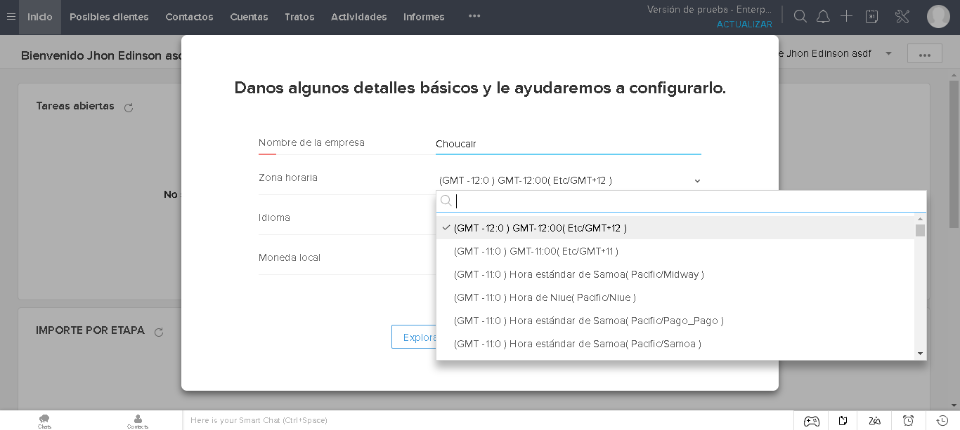 Inicio Posibles clientes Contactos Cuentas Tratos Actividades Informes ••• Versión de prueba - Enterp...
ACTUALIZAR
Bienvenido Jhon Edinson asd
e Jhon Edinson asdf
Danos algunos detalles básicos y le ayudaremos a configurarlo.
Tareas abiertas
Nombre de la empresa Choucair
Zona horaria (GMT -12:0 ) GMT-12:00( Etc/GMT+12 )
No
Idioma
(GMT -12:0 ) GMT-12:00( Etc/GMT+12 )
(GMT -11:0 ) GMT-11:00( Etc/GMT+11 )
Moneda local
(GMT -11:0 ) Hora estándar de Samoa( Pacific/Midway )
(GMT -11:0 ) Hora de Niue( Pacific/Niue )
(GMT -11:0 ) Hora estándar de Samoa( Pacific/Pago_Pago )
IMPORTE POR ETAPA
Explora
(GMT -11:0 ) Hora estándar de Samoa( Pacific/Samoa )
Chats Contacts Here is your Smart Chat (Ctrl+Space)